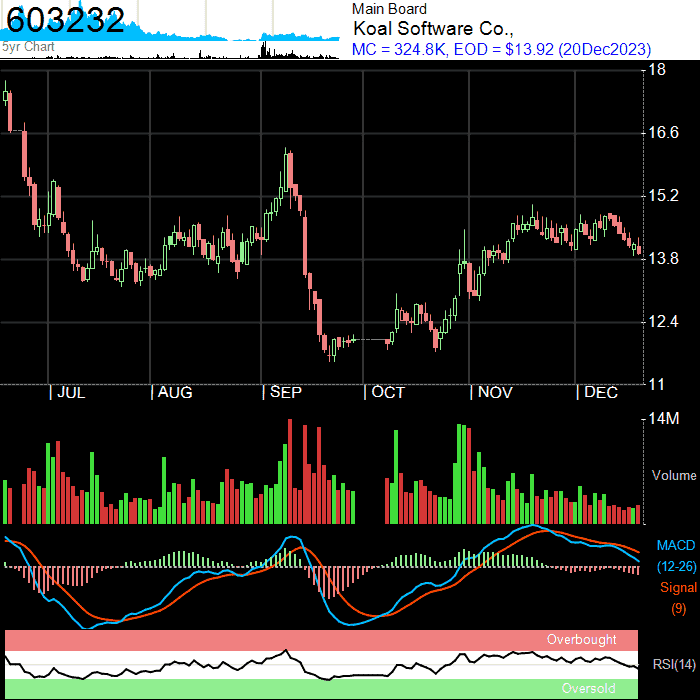 603232
5yr Chart
Main Board
Koal Software Co.,
MC = 324.8K, EOD = $13.92 (20Dec2023)
18
16.6
15.2
13.8
12.4
11
| JUL | AUG | SEP | OCT | NOV | DEC
14M
Volume
MACD
(12-26)
Signal
(9)
Overbought
RSI(14)
Oversold